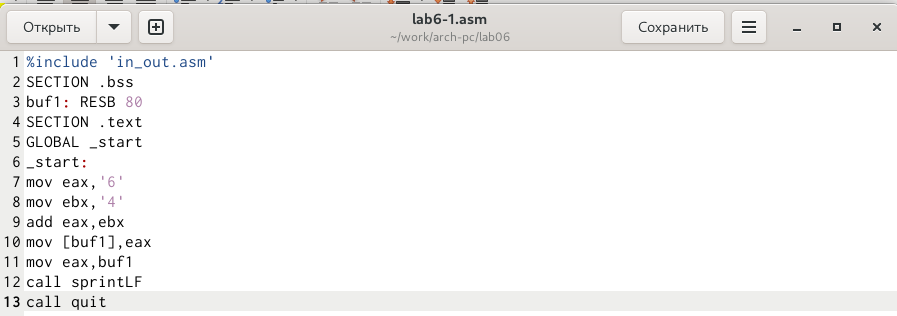 Открыть
lab6-1.asm
~/work/arch-pc/lab06
Сохранить
1 %include 'in_out.asm'
2 SECTION .bss
3 buf1: RESB 80
4 SECTION .text
5 GLOBAL _start
6 _start:
7 mov eax,'6'
8 mov ebx,'4'
9 add eax,ebx
10 mov [buf1],eax
11 mov eax,buf1
12 call sprintLF
13 call quit